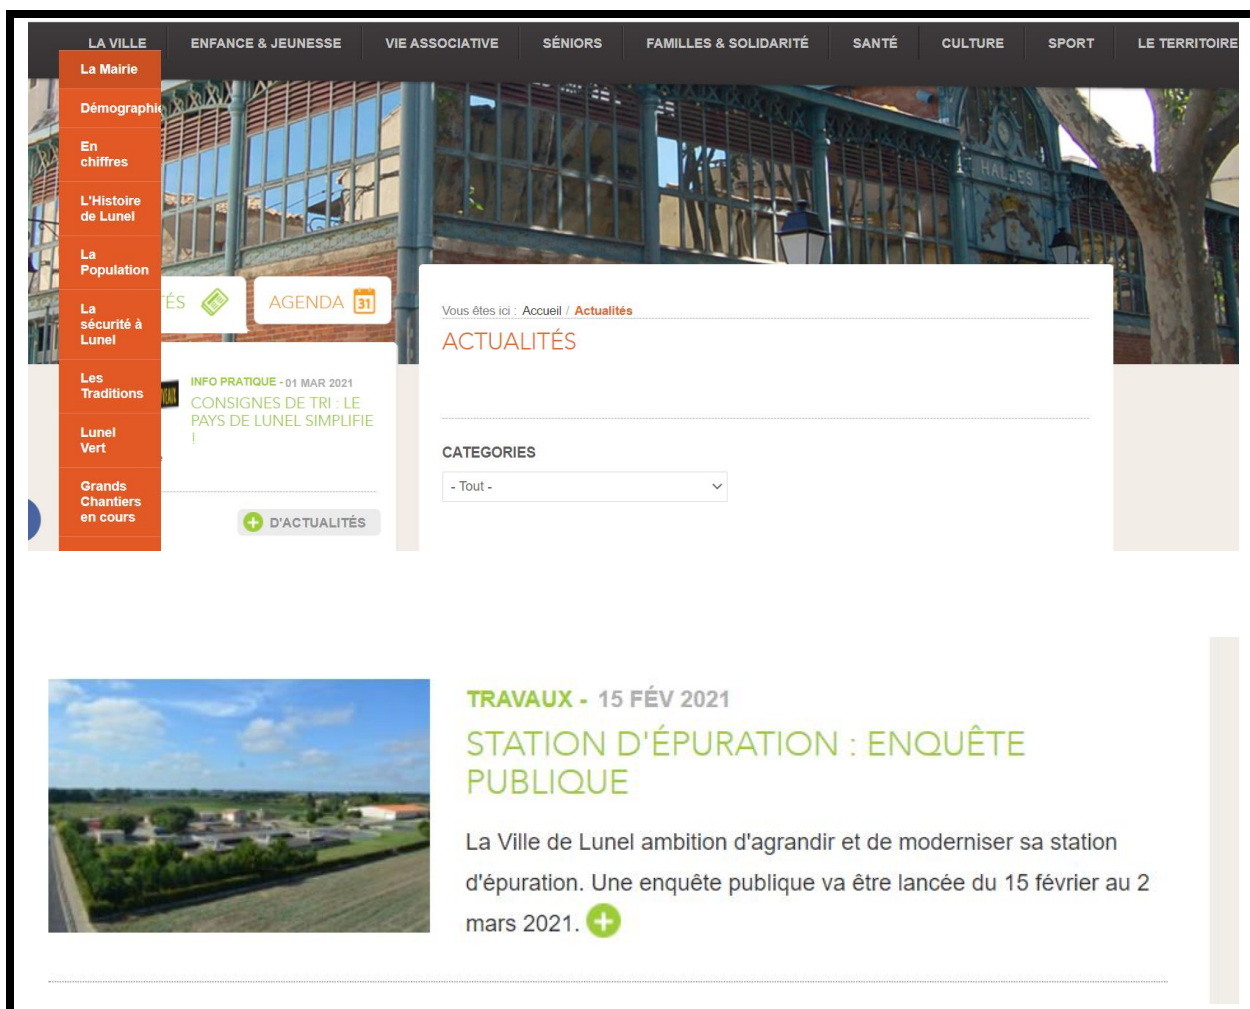 LA VILLE ENFANCE & JEUNESSE VIE ASSOCIATIVE SÉNIORS FAMILLES & SOLIDARITÉ SANTÉ CULTURE SPORT LE TERRITOIRE
La Mairie
Démographie
En
chiffres
L'Histoire
de Lunel
La
Population
La
sécurité à
Lunel
Les
Traditions
Lunel
Vert
Grands
Chantiers
en cours
HALLES
AGENDA 31
INFO PRATIQUE - 01 MAR 2021
CONSIGNES DE TRI : LE
PAYS DE LUNEL SIMPLIFIE
!
D'ACTUALITÉS
Vous êtes ici : Accueil / Actualités
ACTUALITÉS
CATEGORIES
- Tout -
TRAVAUX - 15 FÉV 2021
STATION D'ÉPURATION : ENQUÊTE
PUBLIQUE
La Ville de Lunel ambition d'agrandir et de moderniser sa station
d'épuration. Une enquête publique va être lancée du 15 février au 2
mars 2021.